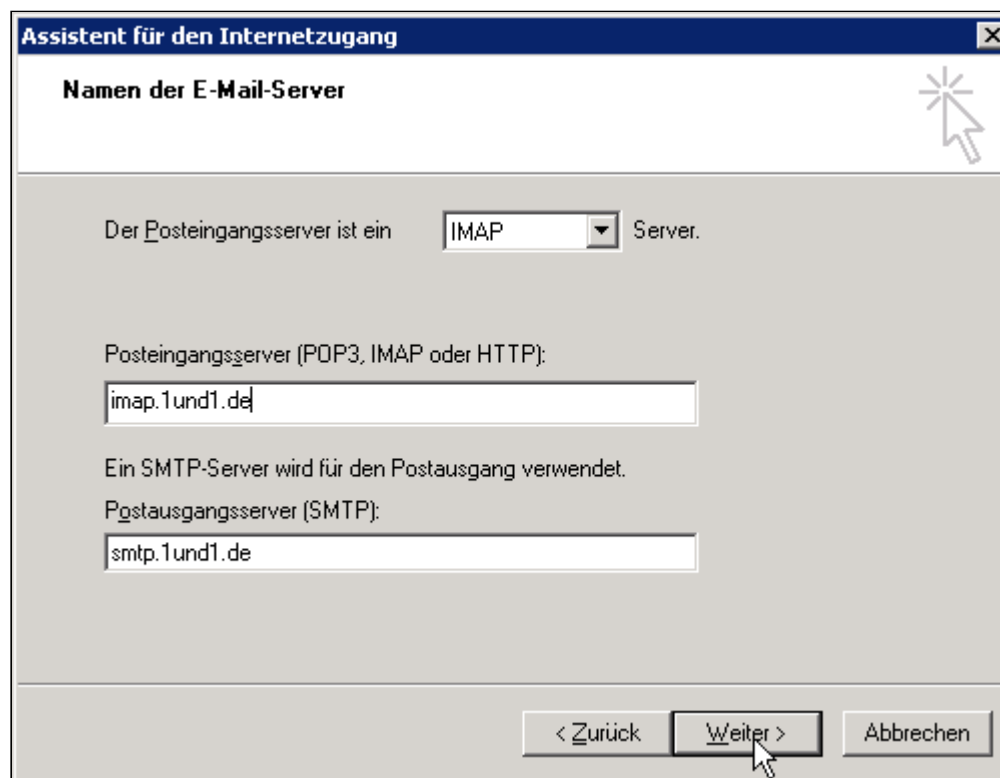 Assistent für den Internetzugang
Namen der E-Mail-Server
Der Posteingangsserver ist ein IMAP Server.
Posteingangsserver (POP3, IMAP oder HTTP):
imap.1und1.de
Ein SMTP-Server wird für den Postausgang verwendet.
Postausgangsserver (SMTP):
smtp.1und1.de
< Zurück Weiter > Abbrechen